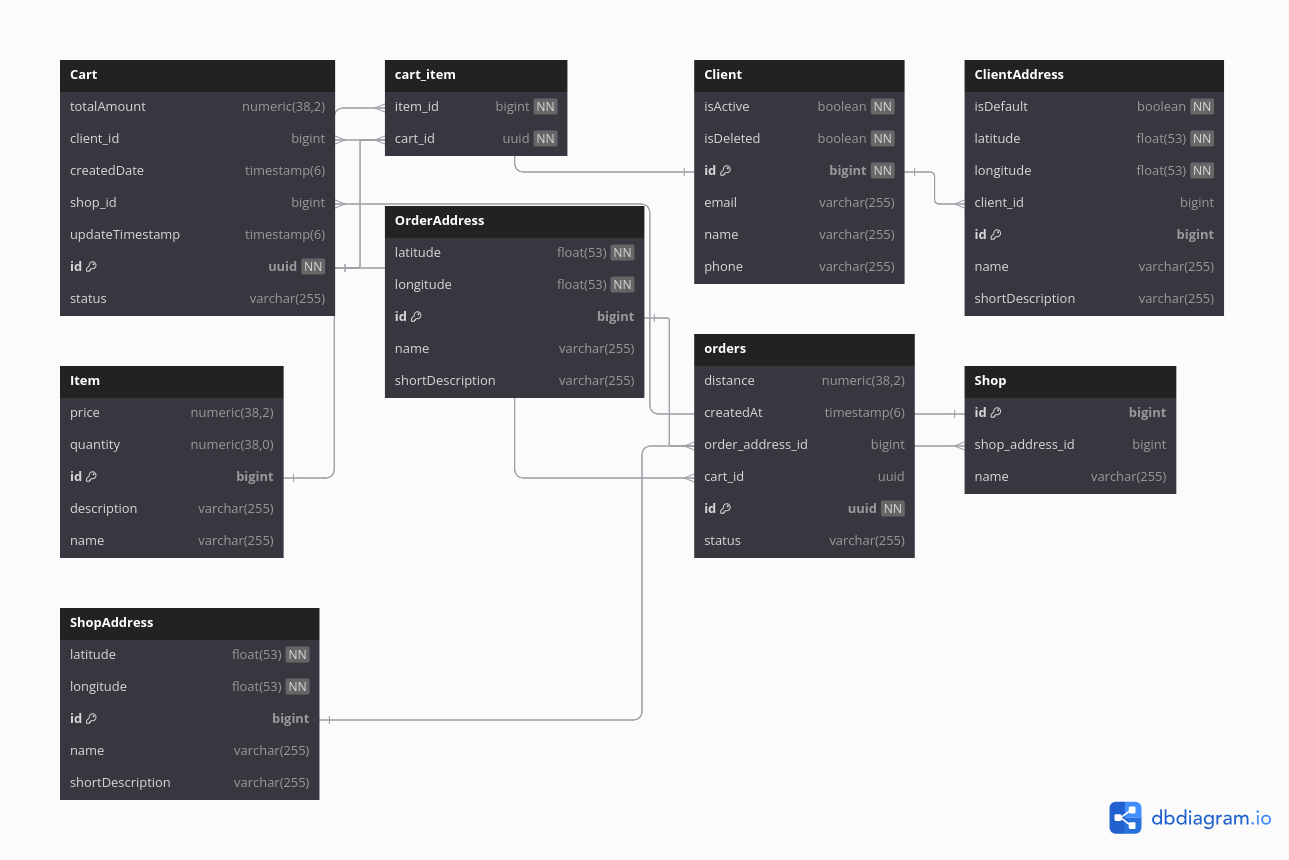 Cart
totalAmount numeric(38,2)
client_id bigint
createdDate timestamp(6)
shop_id bigint
updateTimestamp timestamp(6)
id uuid NN
status varchar(255)
cart_item
item_id bigint NN
cart_id uuid NN
Client
isActive boolean NN
isDeleted boolean NN
id bigint NN
email varchar(255)
name varchar(255)
phone varchar(255)
ClientAddress
isDefault boolean NN
latitude float(53) NN
longitude float(53) NN
client_id bigint
id bigint
name varchar(255)
shortDescription varchar(255)
OrderAddress
latitude float(53) NN
longitude float(53) NN
id bigint
name varchar(255)
shortDescription varchar(255)
orders
distance numeric(38,2)
createdAt timestamp(6)
order_address_id bigint
cart_id uuid
id uuid NN
status varchar(255)
Item
price numeric(38,2)
quantity numeric(38,0)
id bigint
description varchar(255)
name varchar(255)
Shop
id bigint
shop_address_id bigint
name varchar(255)
ShopAddress
latitude float(53) NN
longitude float(53) NN
id bigint
name varchar(255)
shortDescription varchar(255)
dbdiagram.io